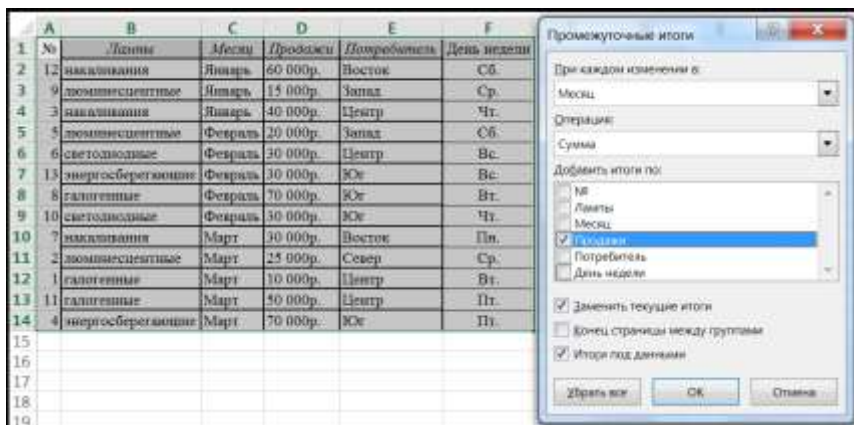 A B C D E F
1 № Лампы Месяц Продажи Потребитель День недели
2 12 накаливания Январь 60 000р. Восток Сб.
3 9 люминесцентные Январь 15 000р. Запад Ср.
4 3 накаливания Январь 40 000р. Центр Чт.
5 5 люминесцентные Февраль 20 000р. Запад Сб.
6 6 светодиодные Февраль 30 000р. Центр Вс.
7 13 энергосберегающие Февраль 30 000р. Юг Вс.
8 8 галогенные Февраль 70 000р. Юг Вт.
9 10 светодиодные Февраль 30 000р. Юг Чт.
10 7 накаливания Март 30 000р. Восток Пн.
11 2 люминесцентные Март 25 000р. Север Ср.
12 1 галогенные Март 10 000р. Центр Вт.
13 11 галогенные Март 50 000р. Центр Пт.
14 4 энергосберегающие Март 70 000р. Юг Пт.
15
16
17
18
19
Промежуточные итоги
При каждом изменении в:
Месяц
Операция:
Сумма
Добавить итоги по:
№
Лампы
Месяц
Продажи
Потребитель
День недели
Заменить текущие итоги
Конец страницы между группами
Итоги под данными
Убрать все OK Отмена